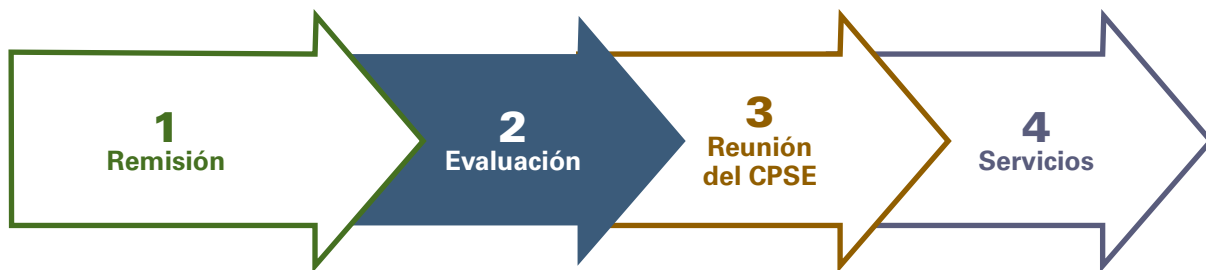 1
Remisión
2
Evaluación
3
Reunión
del CPSE
4
Servicios